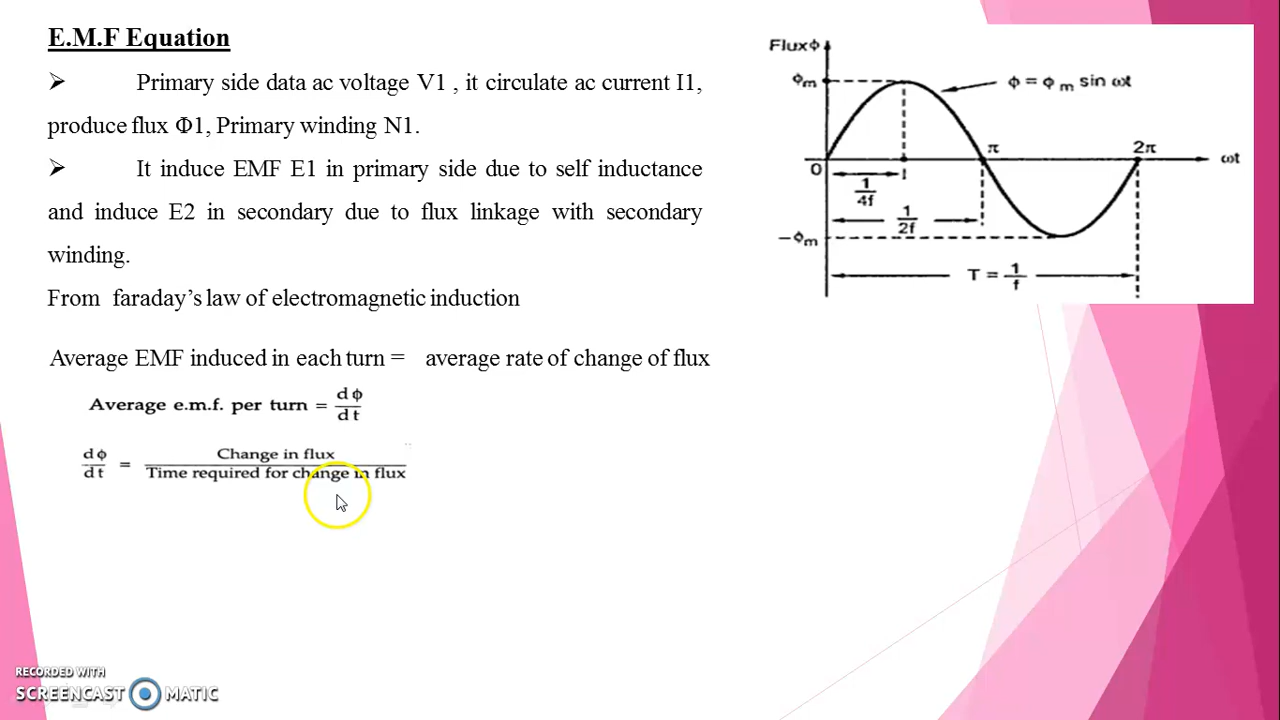 E.M.F Equation
➢ Primary side data ac voltage V1 , it circulate ac current I1,
produce flux Φ1, Primary winding N1.
➢ It induce EMF E1 in primary side due to self inductance
and induce E2 in secondary due to flux linkage with secondary
winding.
From faraday's law of electromagnetic induction
Average EMF induced in each turn = average rate of change of flux
Average e.m.f. per turn = dϕ/dt
dϕ/dt = Change in flux / Time required for change in flux
Fluxϕ
ϕm
ϕ = ϕm sin ωt
π
2π
ωt
0
1/4f
1/2f
−ϕm
T = 1/f
RECORDED WITH
SCREENCAST MATIC